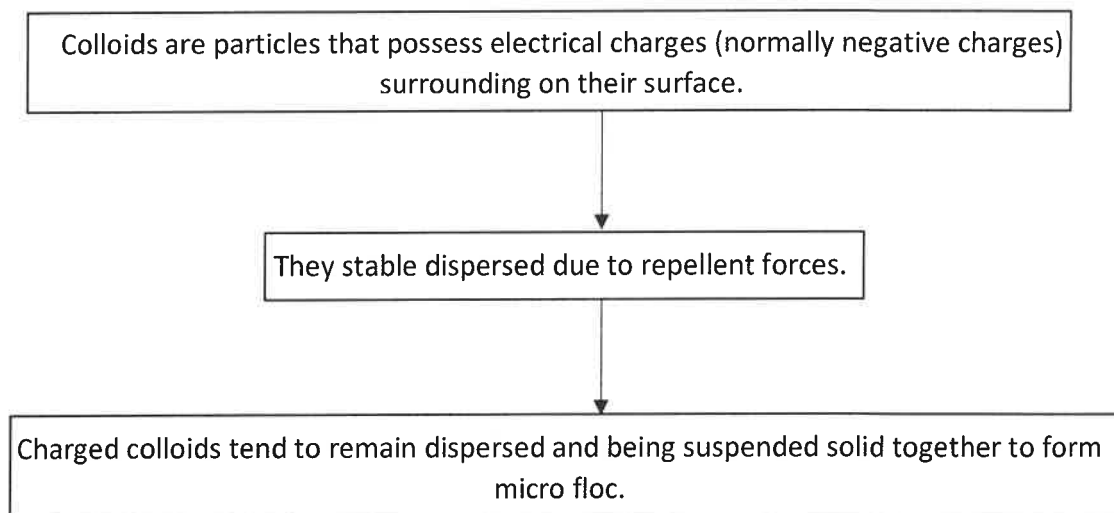 Colloids are particles that possess electrical charges (normally negative charges)
surrounding on their surface.
They stable dispersed due to repellent forces.
Charged colloids tend to remain dispersed and being suspended solid together to form
micro floc.